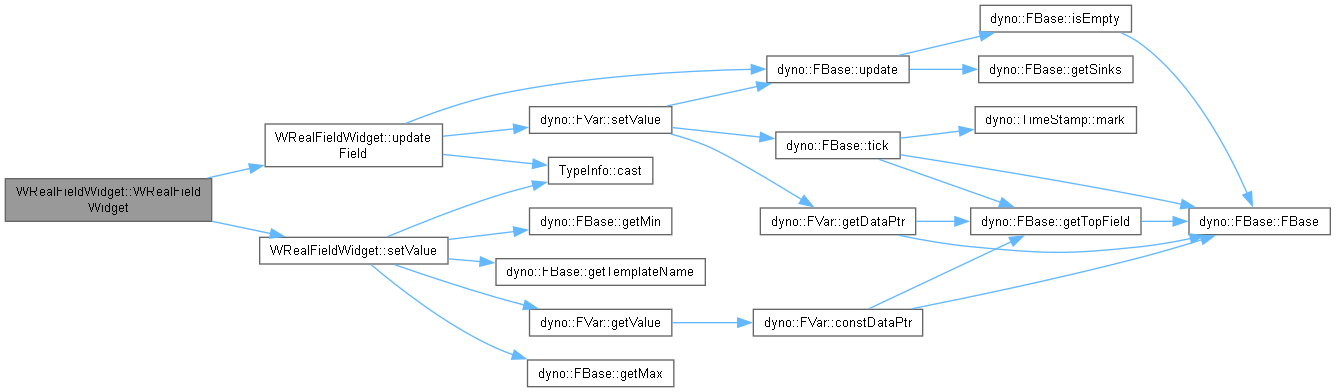 WRealFieldWidget::WRealField
Widget
WRealFieldWidget::update
Field
WRealFieldWidget::setValue
dyno::FVar::setValue
TypeInfo::cast
dyno::FBase::getMin
dyno::FBase::getTemplateName
dyno::FVar::getValue
dyno::FBase::getMax
dyno::FBase::update
dyno::FBase::tick
dyno::FVar::getDataPtr
dyno::FVar::constDataPtr
dyno::FBase::isEmpty
dyno::FBase::getSinks
dyno::TimeStamp::mark
dyno::FBase::getTopField
dyno::FBase::FBase